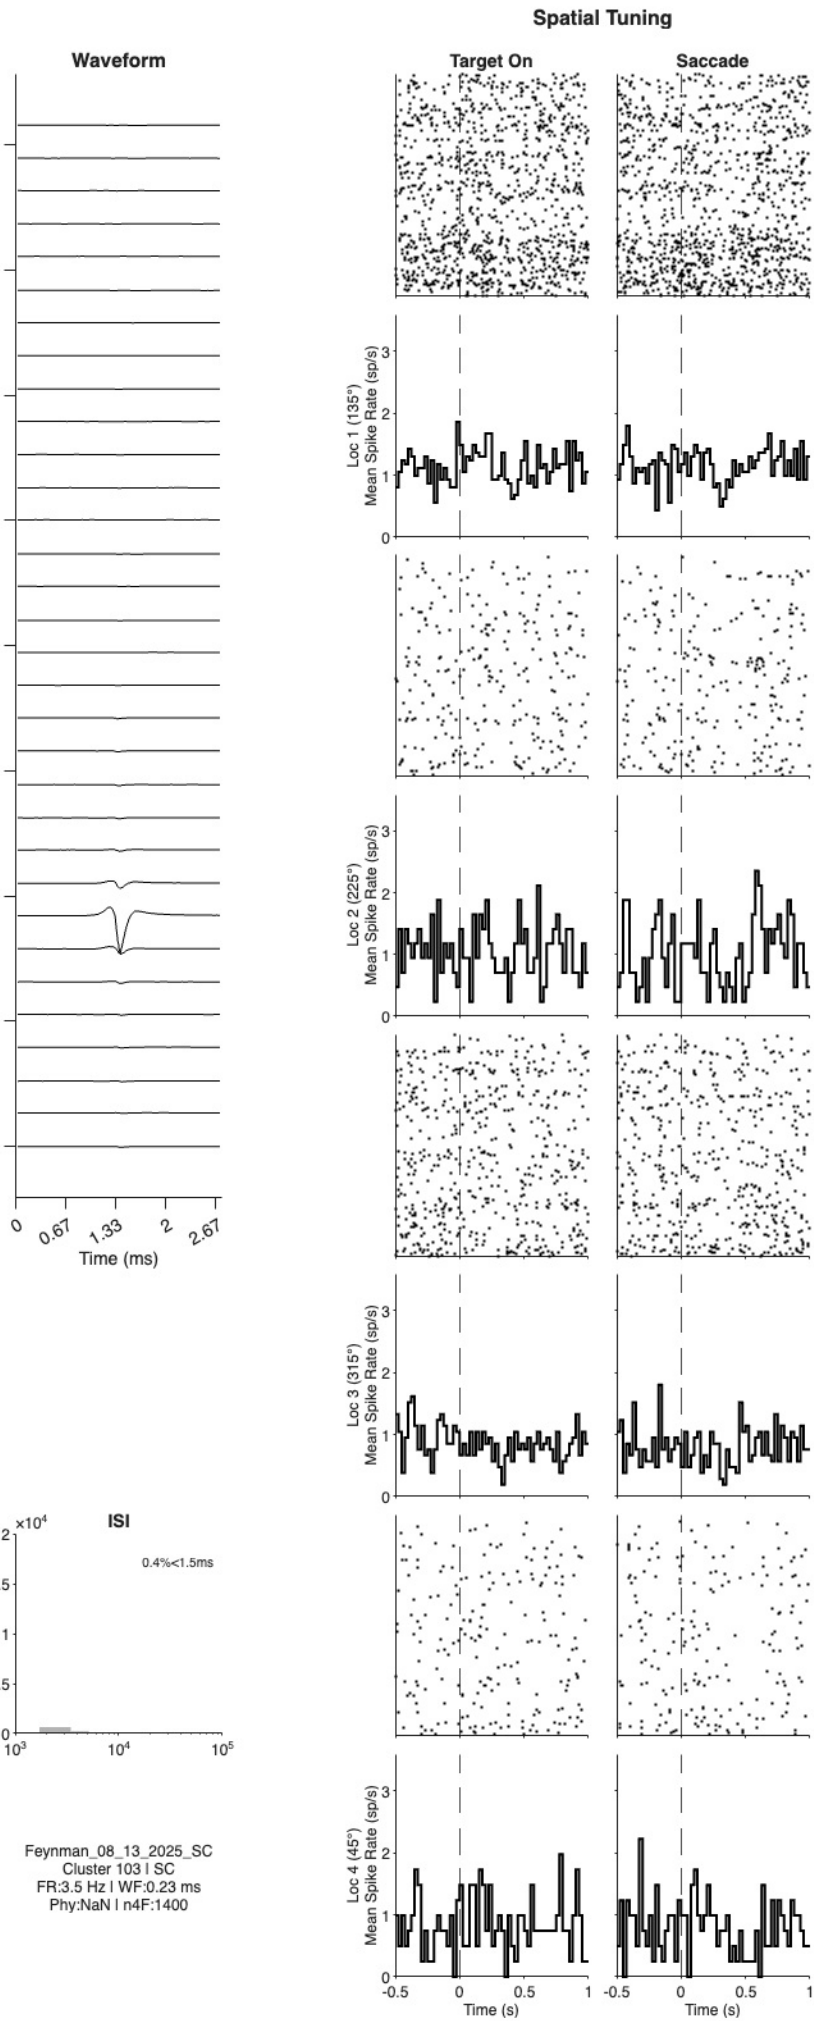 Spatial Tuning
Waveform
Target On
Saccade
Loc 1 (135°)
Mean Spike Rate (sp/s)
3
2
1
0
Loc 2 (225°)
Mean Spike Rate (sp/s)
3
2
1
0
0
0.67
1.33
2
2.67
Time (ms)
Loc 3 (315°)
Mean Spike Rate (sp/s)
3
2
1
0
ISI
2 ×10⁴
0.4%<1.5ms
5
1
5
0
10³
10⁴
10⁵
Feynman_08_13_2025_SC
Cluster 103 | SC
FR:3.5 Hz | WF:0.23 ms
Phy:NaN | n4F:1400
Loc 4 (45°)
Mean Spike Rate (sp/s)
3
2
1
0
-0.5 0 0.5 1
Time (s)
-0.5 0 0.5 1
Time (s)